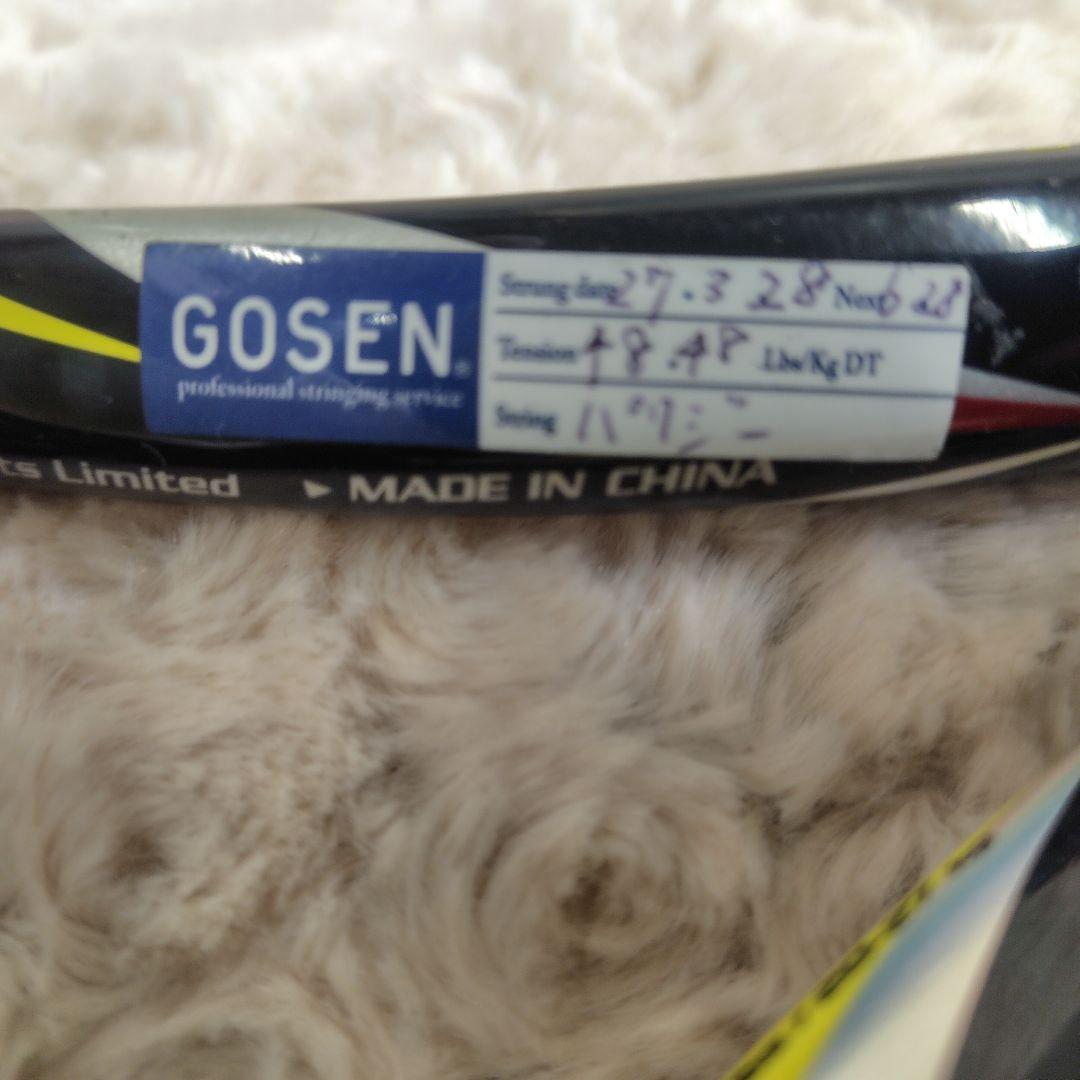 GOSEN®
professional stringing service
Strung date 27.3 28 Next 6 28
Tension 48.48 Lbs/Kg DT
String
ts Limited ▶ MADE IN CHINA